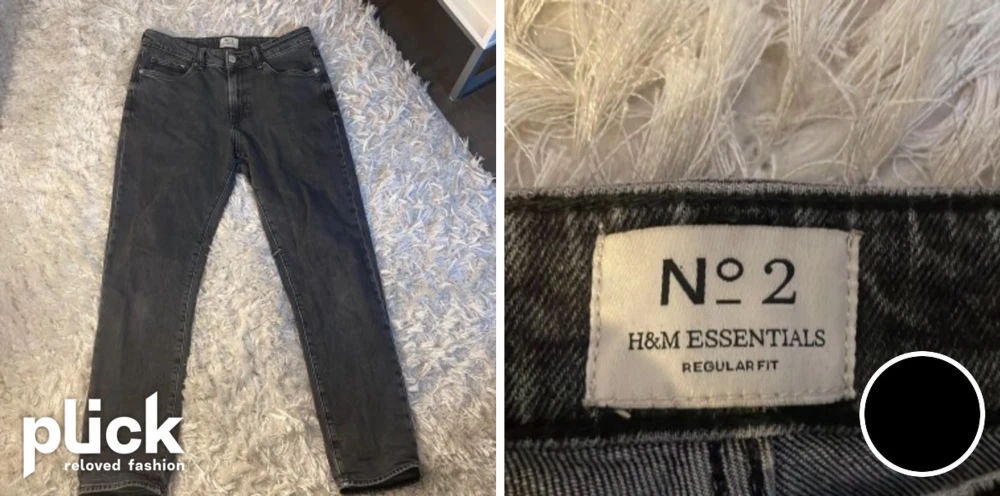 plick
reloved fashion
Nº 2
H&M ESSENTIALS
REGULAR FIT